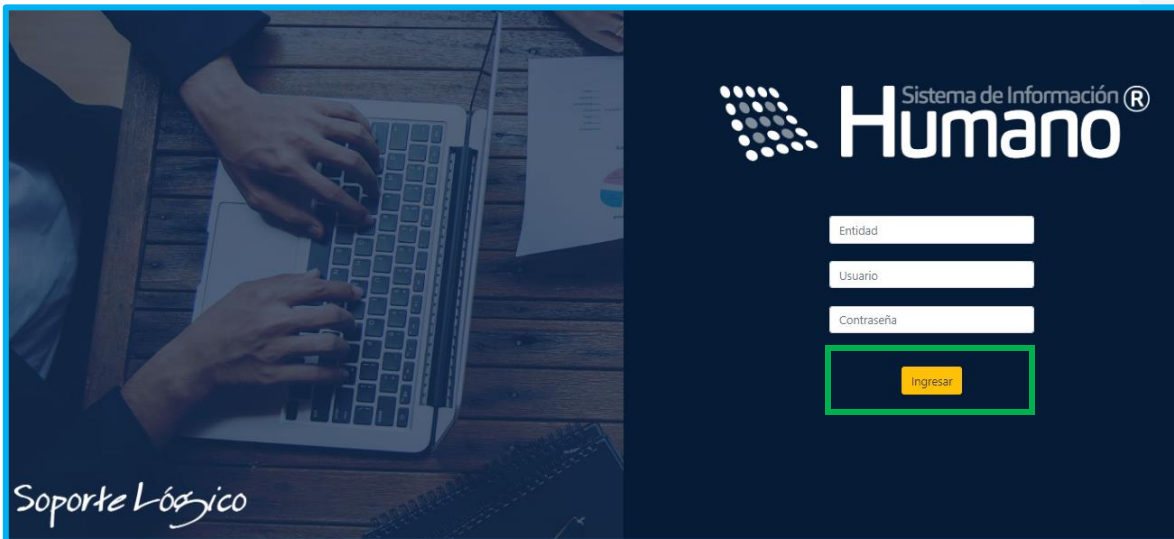 Sistema de Información ®
Humano
Entidad
Usuario
Contraseña
Ingresar
Soporte Lógico